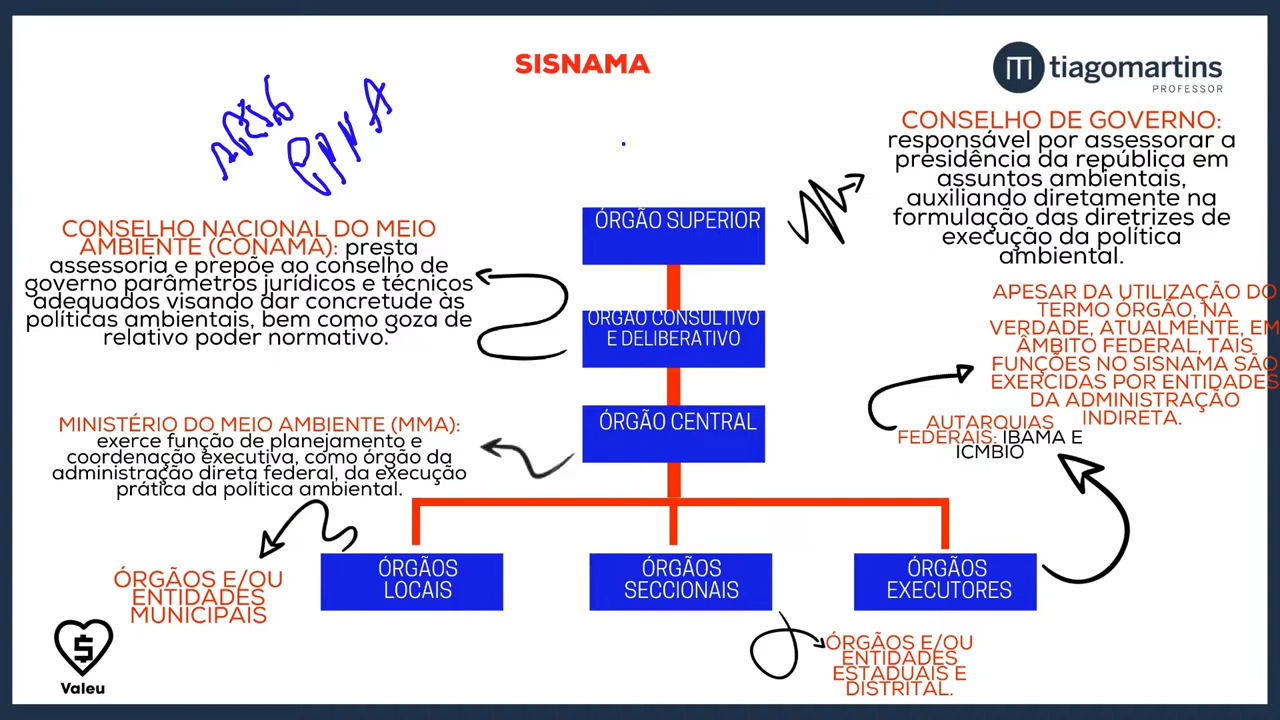 SISNAMA
tiagomartins
PROFESSOR
PNMA
CONSELHO DE GOVERNO:
responsável por assessorar a
presidência da república em
assuntos ambientais,
auxiliando diretamente na
formulação das diretrizes de
execução da política
ambiental.
ÓRGÃO SUPERIOR
CONSELHO NACIONAL DO MEIO
AMBIENTE (CONAMA): presta
assessoria e prepõe ao conselho de
governo parâmetros jurídicos e técnicos
adequados visando dar concretude às
políticas ambientais, bem como goza de
relativo poder normativo.
ÓRGÃO CONSULTIVO
E DELIBERATIVO
APESAR DA UTILIZAÇÃO DO
TERMO ÓRGÃO, NA
VERDADE, ATUALMENTE, EM
ÂMBITO FEDERAL, TAIS
FUNÇÕES NO SISNAMA SÃO
EXERCIDAS POR ENTIDADES
DA ADMINISTRAÇÃO
INDIRETA.
MINISTÉRIO DO MEIO AMBIENTE (MMA):
exerce função de planejamento e
coordenação executiva, como órgão da
administração direta federal, da execução
prática da política ambiental.
ÓRGÃO CENTRAL
AUTARQUIAS
FEDERAIS: IBAMA E
ICMBIO
ÓRGÃOS
LOCAIS
ÓRGÃOS
SECCIONAIS
ÓRGÃOS
EXECUTORES
ÓRGÃOS E/OU
ENTIDADES
MUNICIPAIS
ÓRGÃOS E/OU
ENTIDADES
ESTADUAIS E
DISTRITAL.
$
Valeu